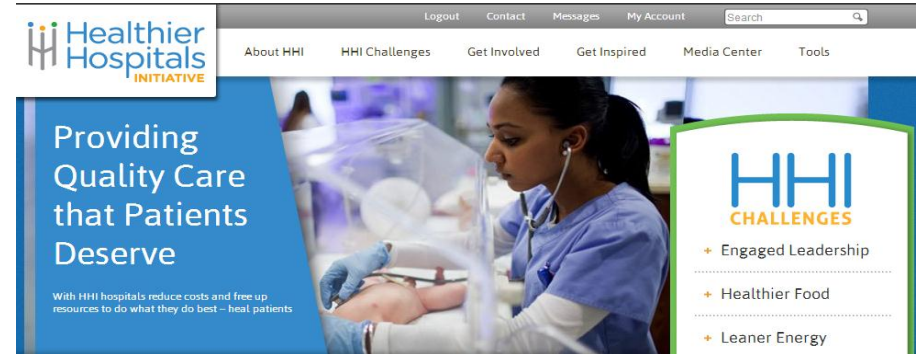 Logout Contact Messages My Account Search
Healthier
Hospitals
INITIATIVE
About HHI HHI Challenges Get Involved Get Inspired Media Center Tools
Providing
Quality Care
that Patients
Deserve
With HHI hospitals reduce costs and free up
resources to do what they do best – heal patients
HHI
CHALLENGES
+ Engaged Leadership
+ Healthier Food
+ Leaner Energy